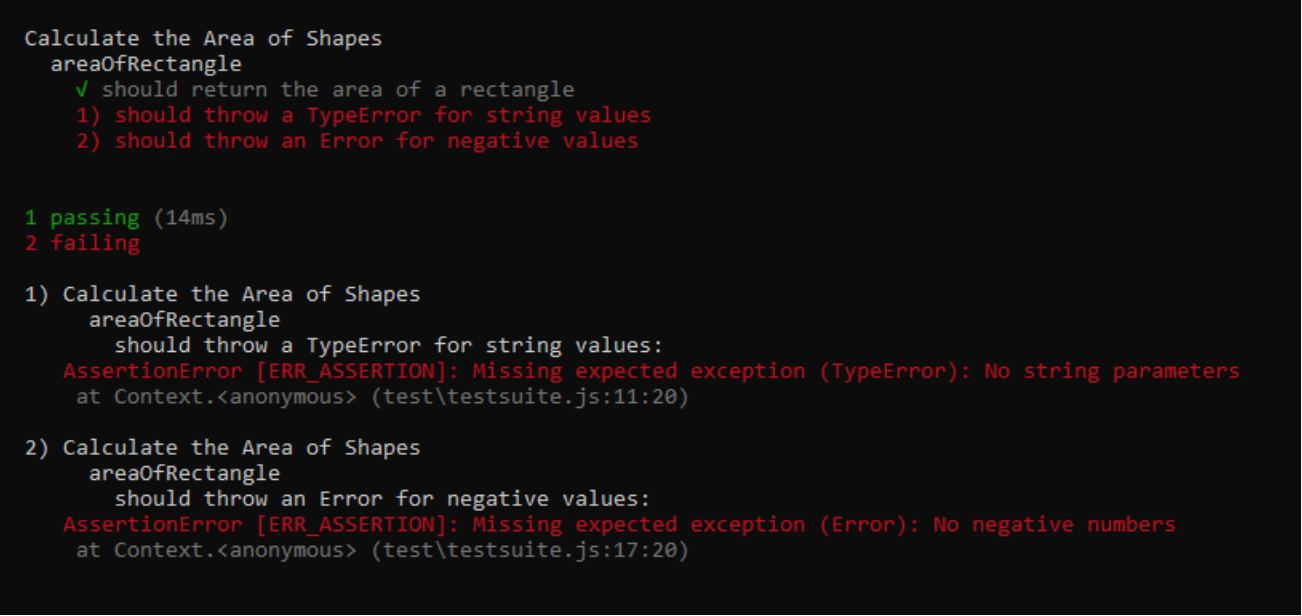 Calculate the Area of Shapes
areaOfRectangle
√ should return the area of a rectangle
1) should throw a TypeError for string values
2) should throw an Error for negative values
1 passing (14ms)
2 failing
1) Calculate the Area of Shapes
areaOfRectangle
should throw a TypeError for string values:
AssertionError [ERR_ASSERTION]: Missing expected exception (TypeError): No string parameters
at Context.<anonymous> (test\testsuite.js:11:20)
2) Calculate the Area of Shapes
areaOfRectangle
should throw an Error for negative values:
AssertionError [ERR_ASSERTION]: Missing expected exception (Error): No negative numbers
at Context.<anonymous> (test\testsuite.js:17:20)